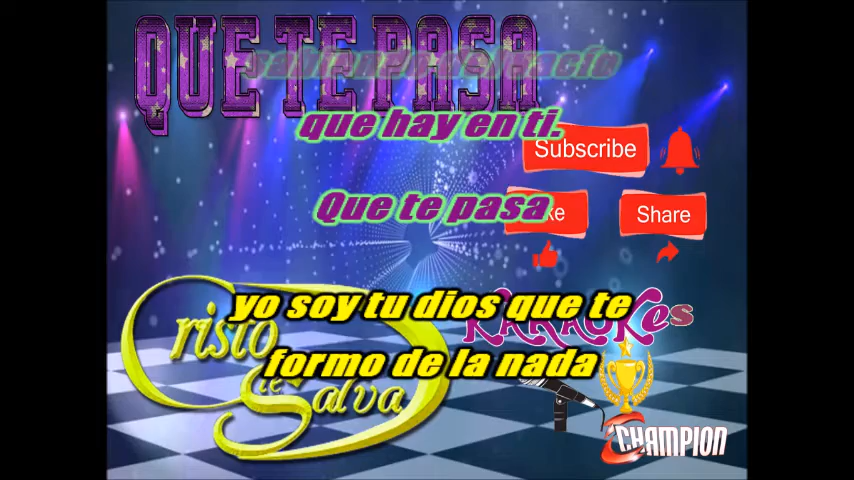 QUE TE PASA
que hay en ti.
Subscribe
Que te pasa
Share
yo soy tu dios que te
KARAOKes
formo de la nada
Cristo
te
Salva
CHAMPION